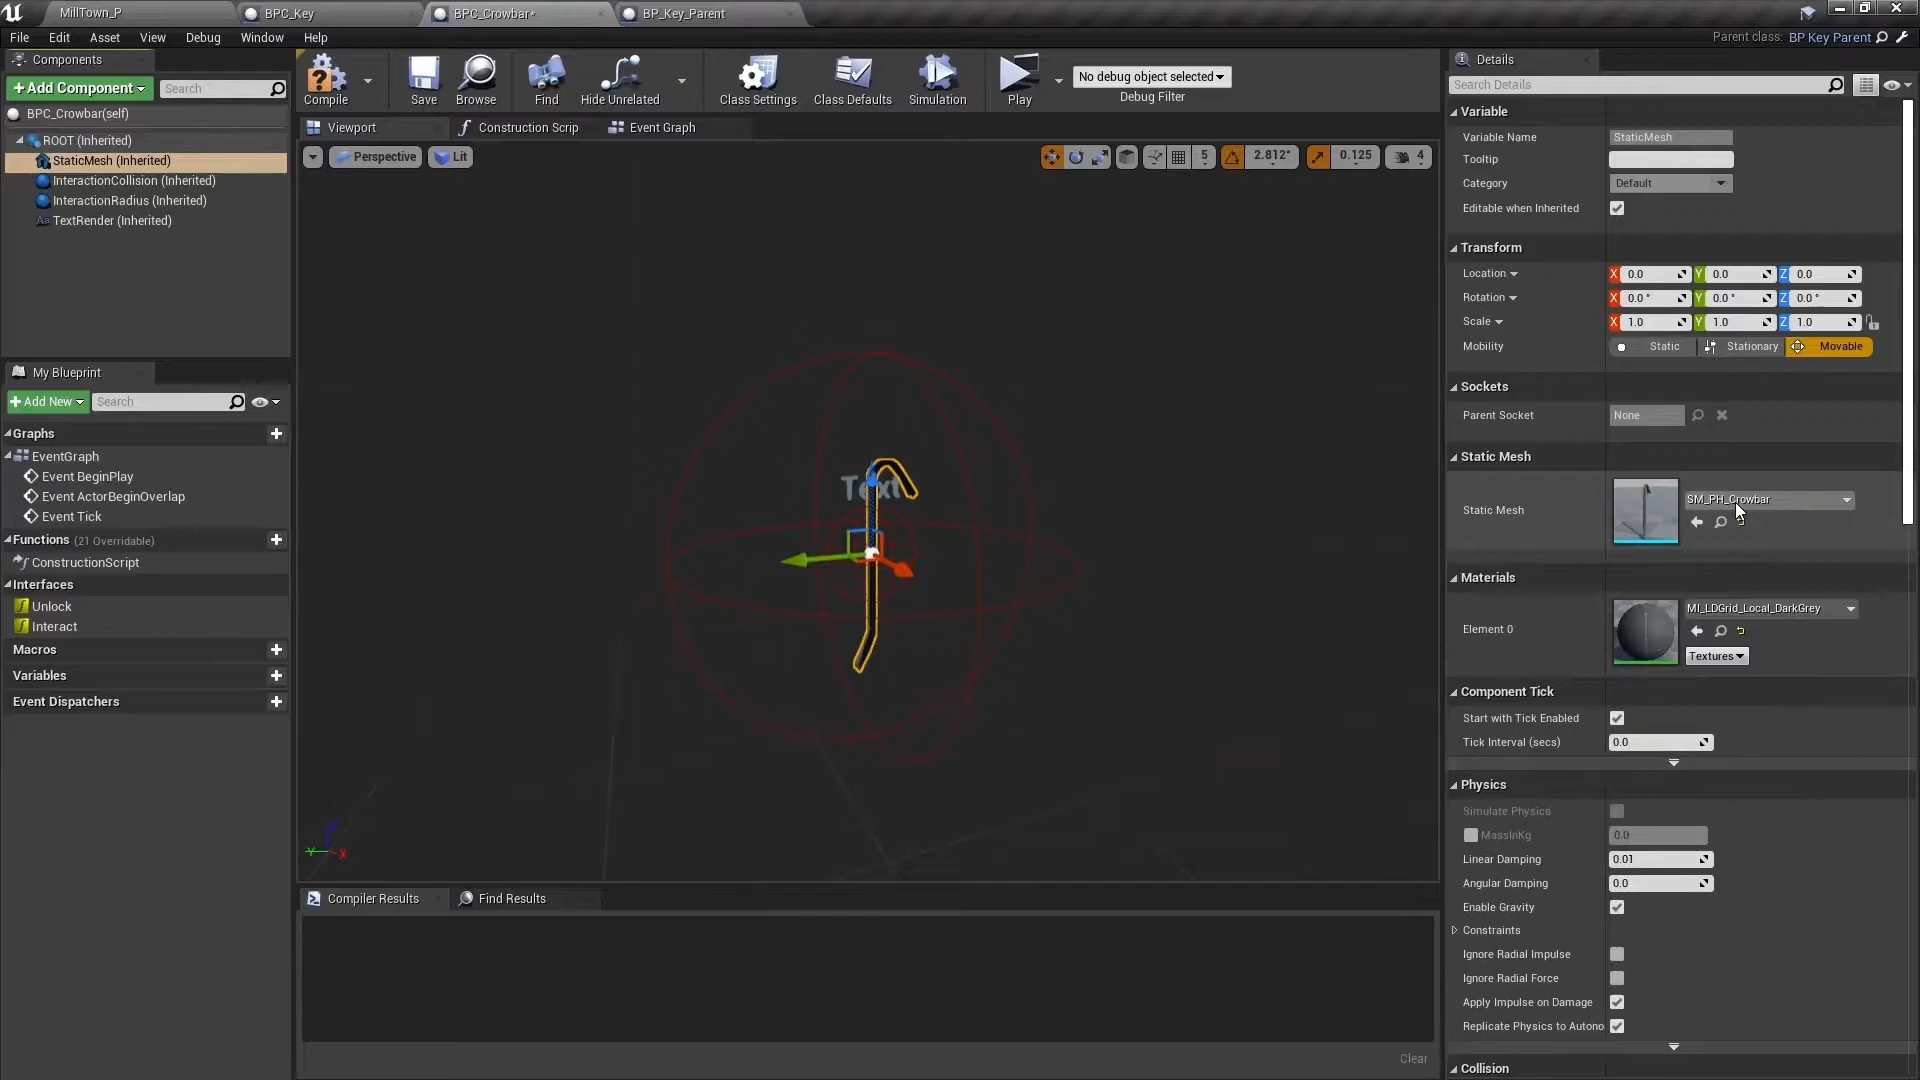 MillTown_P
BPC_Key
BPC_Crowbar*
BP_Key_Parent
File
Edit
Asset
View
Debug
Window
Help
Parent class:
BP Key Parent
Components
+Add Component
Search
BPC_Crowbar(self)
ROOT (Inherited)
StaticMesh (Inherited)
InteractionCollision (Inherited)
InteractionRadius (Inherited)
TextRender (Inherited)
My Blueprint
+Add New
Search
Graphs
EventGraph
Event BeginPlay
Event ActorBeginOverlap
Event Tick
Functions (21 Overridable)
ConstructionScript
Interfaces
Unlock
Interact
Macros
Variables
Event Dispatchers
Compile
Save
Browse
Find
Hide Unrelated
Class Settings
Class Defaults
Simulation
Play
No debug object selected
Debug Filter
Viewport
Construction Scrip
Event Graph
Perspective
Lit
5
2.812°
0.125
4
Text
Y
X
Compiler Results
Find Results
Clear
Details
Search Details
Variable
Variable Name
StaticMesh
Tooltip
Category
Default
Editable when Inherited
Transform
Location
X 0.0
Y 0.0
Z 0.0
Rotation
X 0.0 °
Y 0.0 °
Z 0.0 °
Scale
X 1.0
Y 1.0
Z 1.0
Mobility
Static
Stationary
Movable
Sockets
Parent Socket
None
Static Mesh
Static Mesh
SM_PH_Crowbar
Materials
Element 0
MI_LDGrid_Local_DarkGrey
Textures
Component Tick
Start with Tick Enabled
Tick Interval (secs)
0.0
Physics
Simulate Physics
MassInKg
0.0
Linear Damping
0.01
Angular Damping
0.0
Enable Gravity
Constraints
Ignore Radial Impulse
Ignore Radial Force
Apply Impulse on Damage
Replicate Physics to Autono
Collision